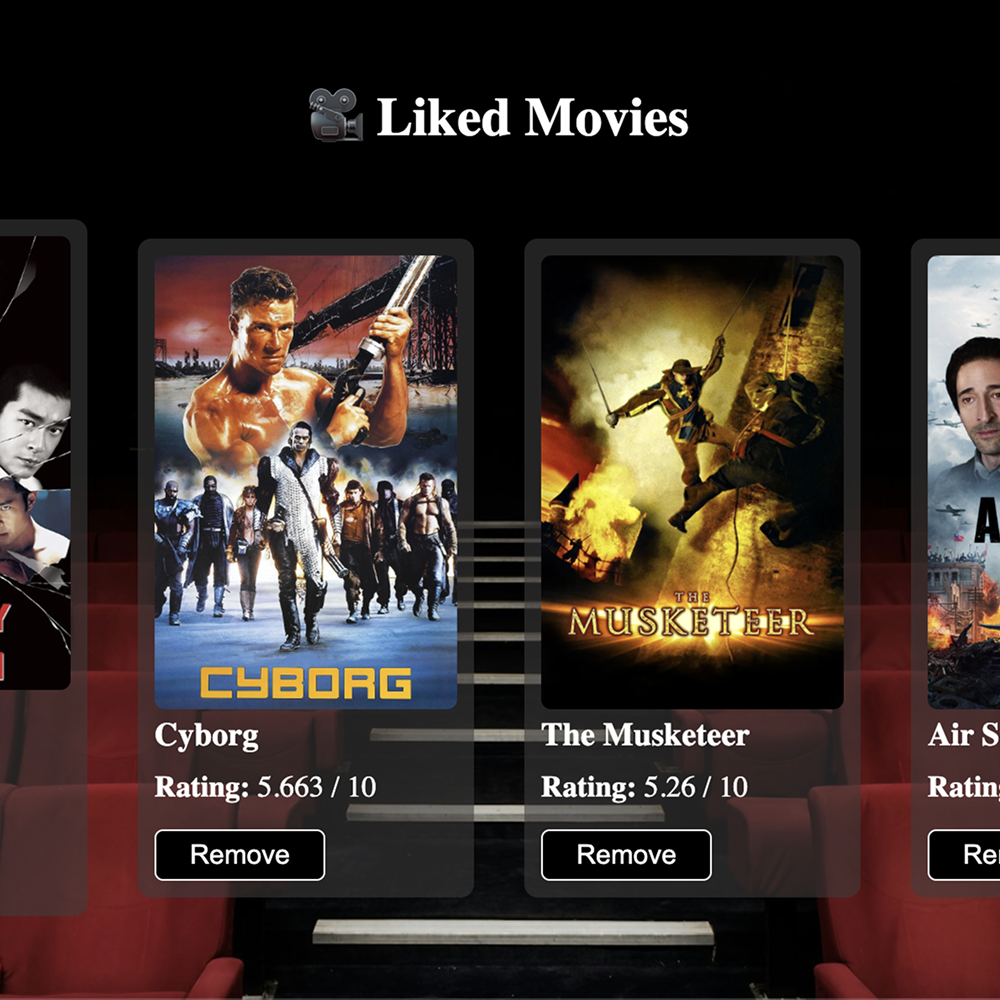 🎥 Liked Movies
CYBORG
Cyborg
Rating: 5.663 / 10
Remove
THE
MUSKETEER
The Musketeer
Rating: 5.26 / 10
Remove
A
Air S
Ratin
Re